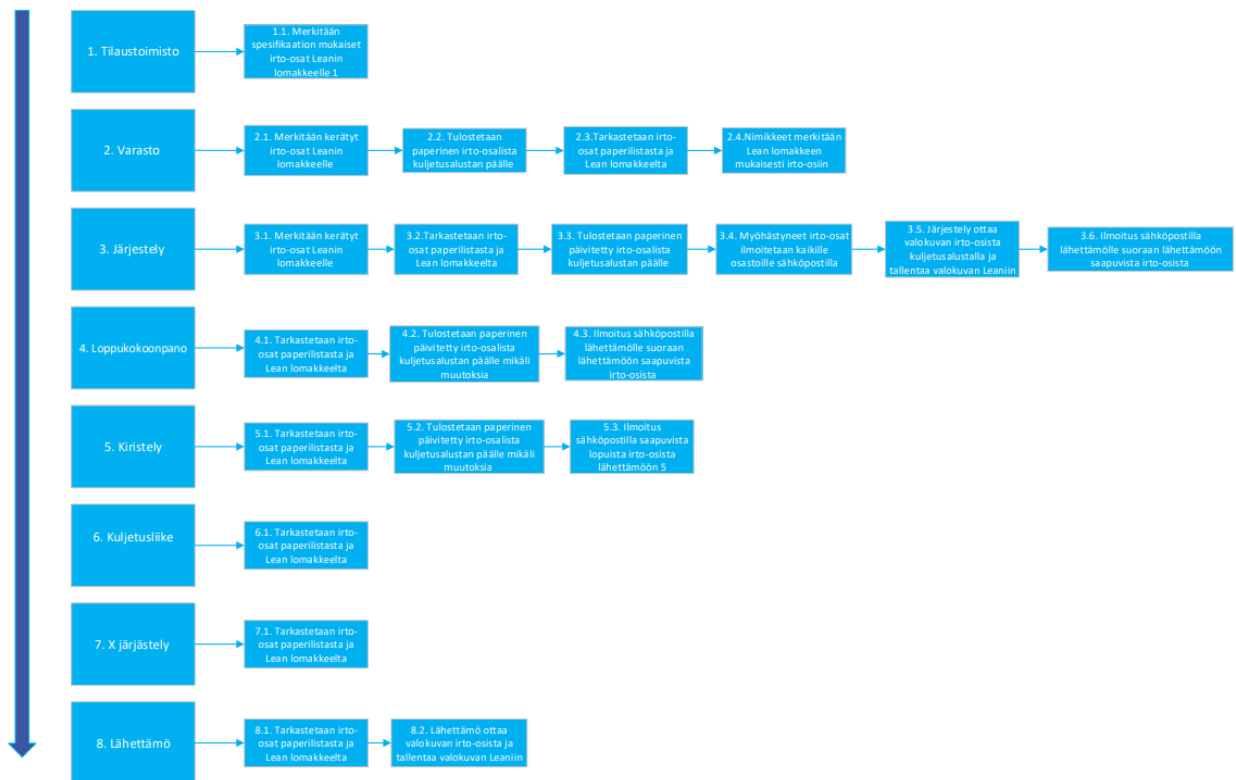 1. Tilaustoimisto
1.1. Merkitään
spesifikaation mukaiset
irto-osat Leanin
lomakkeelle 1
2. Varasto
2.1. Merkitään kerätyt
irto-osat Leanin
lomakkeelle
2.2. Tulostetaan
paperinen irto-osalista
kuljetusalustan päälle
2.3.Tarkastetaan irto-
osat paperilistasta ja
Lean lomakkeelta
2.4.Nimikkeet merkitään
Lean lomakkeen
mukaisesti irto-osiin
3. Järjestely
3.1. Merkitään kerätyt
irto-osat Leanin
lomakkeelle
3.2.Tarkastetaan irto-
osat paperilistasta ja
Lean lomakkeelta
3.3. Tulostetaan paperinen
päivitetty irto-osalista
kuljetusalustan päälle
3.4. Myöhästyneet irto-osat
ilmoitetaan kaikille
osastoille sähköpostilla
3.5. Järjestely ottaa
valokuvan irto-osista
kuljetusalustalla ja
tallentaa valokuvan Leaniin
3.6. Ilmoitus sähköpostilla
lähettämölle suoraan lähettämöön
saapuvista irto-osista
4. Loppukokoonpano
4.1. Tarkastetaan irto-
osat paperilistasta ja
Lean lomakkeelta
4.2. Tulostetaan paperinen
päivitetty irto-osalista
kuljetusalustan päälle mikäli
muutoksia
4.3. Ilmoitus sähköpostilla
lähettämölle suoraan
lähettämöön saapuvista
irto-osista
5. Kiristely
5.1. Tarkastetaan irto-
osat paperilistasta ja
Lean lomakkeelta
5.2. Tulostetaan paperinen
päivitetty irto-osalista
kuljetusalustan päälle mikäli
muutoksia
5.3. Ilmoitus
sähköpostilla saapuvista
lopuista irto-osista
lähettämöön 5
6. Kuljetusliike
6.1. Tarkastetaan irto-
osat paperilistasta ja
Lean lomakkeelta
7. X järjästely
7.1. Tarkastetaan irto-
osat paperilistasta ja
Lean lomakkeelta
8. Lähettämö
8.1. Tarkastetaan irto-
osat paperilistasta ja
Lean lomakkeelta
8.2. Lähettämö ottaa
valokuvan irto-osista ja
tallentaa valokuvan Leaniin